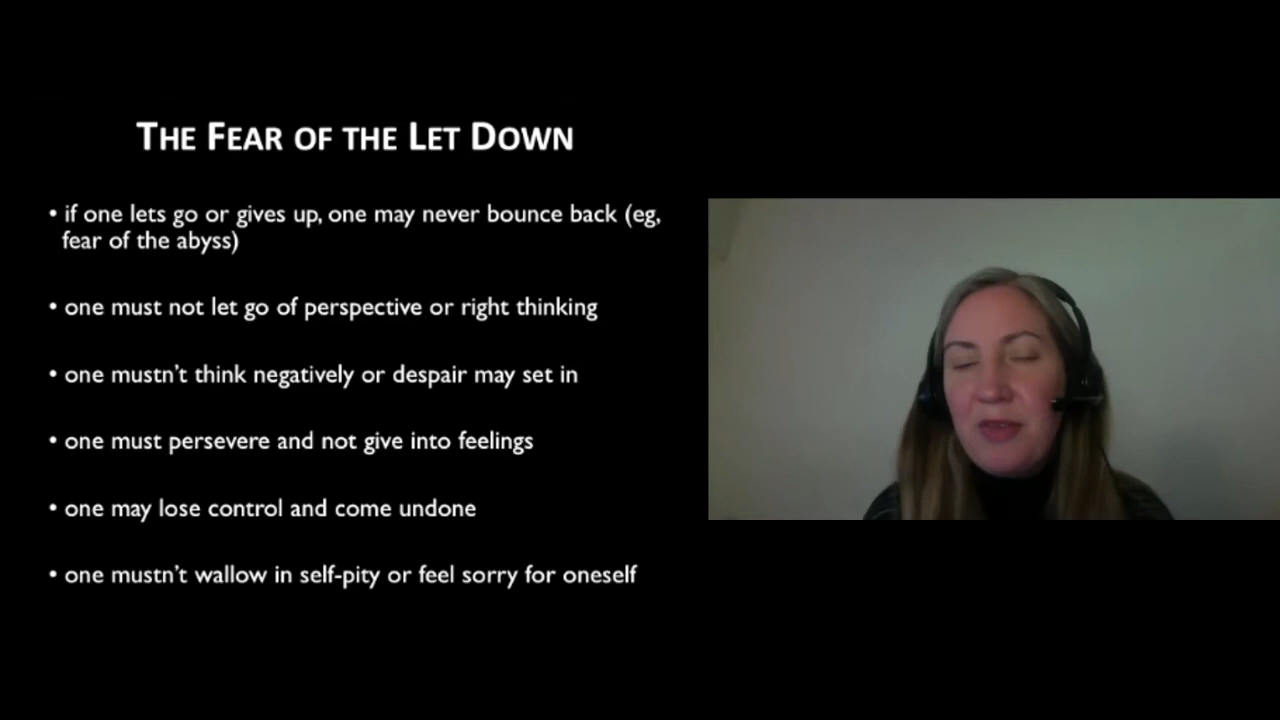 THE FEAR OF THE LET DOWN
• if one lets go or gives up, one may never bounce back (eg,
fear of the abyss)
• one must not let go of perspective or right thinking
• one mustn’t think negatively or despair may set in
• one must persevere and not give into feelings
• one may lose control and come undone
• one mustn’t wallow in self-pity or feel sorry for oneself